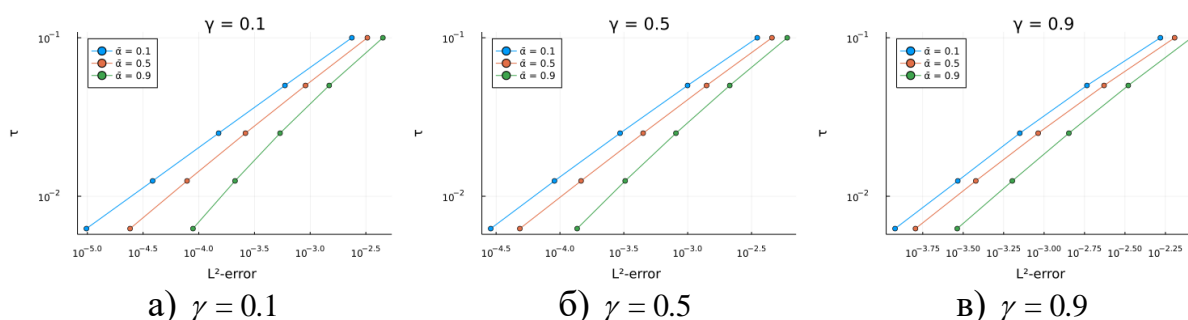 γ = 0.1
10⁻¹
10⁻²
τ
ᾱ = 0.1
ᾱ = 0.5
ᾱ = 0.9
10⁻⁵·⁰ 10⁻⁴·⁵ 10⁻⁴·⁰ 10⁻³·⁵ 10⁻³·⁰ 10⁻²·⁵
L²-error
а) γ = 0.1
γ = 0.5
10⁻¹
10⁻²
τ
ᾱ = 0.1
ᾱ = 0.5
ᾱ = 0.9
10⁻⁴·⁵ 10⁻⁴·⁰ 10⁻³·⁵ 10⁻³·⁰ 10⁻²·⁵
L²-error
б) γ = 0.5
γ = 0.9
10⁻¹
10⁻²
τ
ᾱ = 0.1
ᾱ = 0.5
ᾱ = 0.9
10⁻³·⁷⁵ 10⁻³·⁵⁰ 10⁻³·²⁵ 10⁻³·⁰⁰ 10⁻²·⁷⁵ 10⁻²·⁵⁰ 10⁻²·²⁵
L²-error
в) γ = 0.9